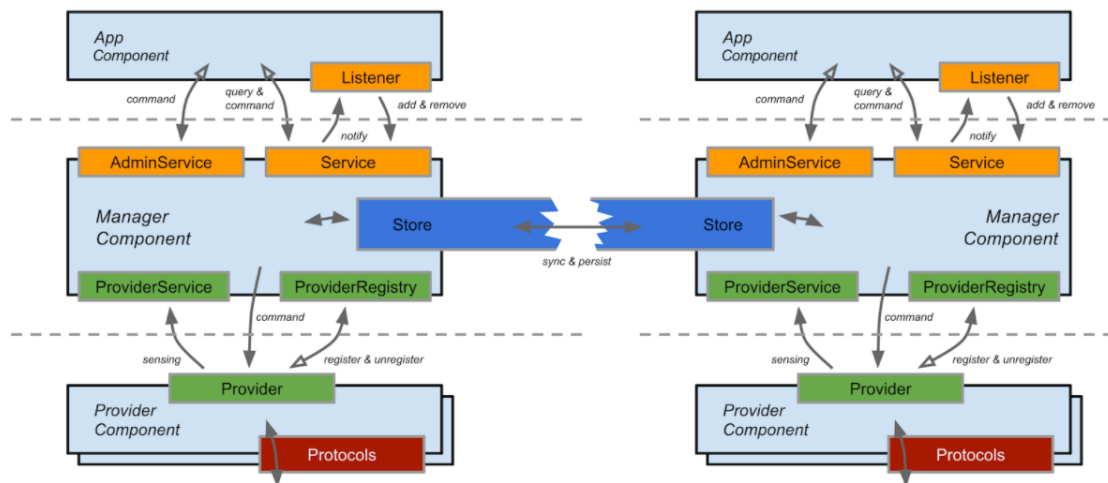 App
Component
Listener
command
query &
command
add & remove
notify
AdminService
Service
Manager
Component
Store
ProviderService
ProviderRegistry
command
sensing
register & unregister
Provider
Provider
Component
Protocols
sync & persist
App
Component
Listener
command
query &
command
add & remove
notify
AdminService
Service
Store
Manager
Component
ProviderService
ProviderRegistry
command
sensing
register & unregister
Provider
Provider
Component
Protocols